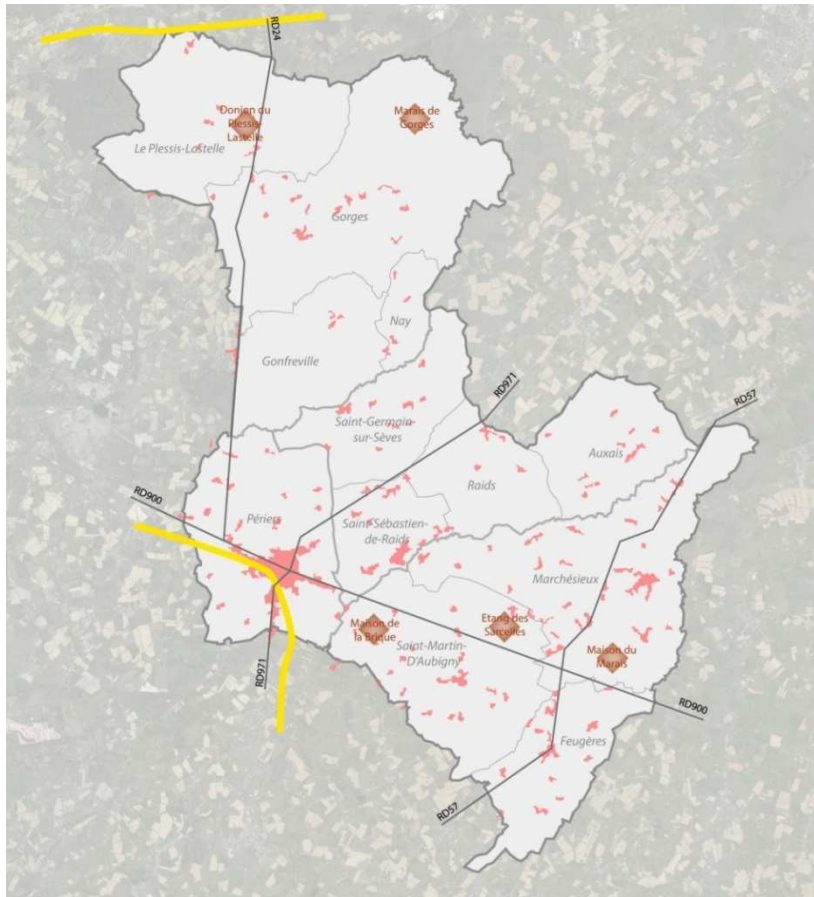 RD24
Donjon du
Plessis-
Lastelle
Marais de
Gorges
Le Plessis-Lastelle
Gorges
Nay
Gonfreville
RD971
RD57
Saint-Germain-
sur-Sèves
Auxais
Raids
RD900
Périers
Saint-Sébastien-
de-Raids
Marchésieux
Maison de
la Brique
Etang des
Sarcelles
Saint-Martin-
D'Aubigny
Maison du
Marais
RD971
RD900
Feugères
RD57